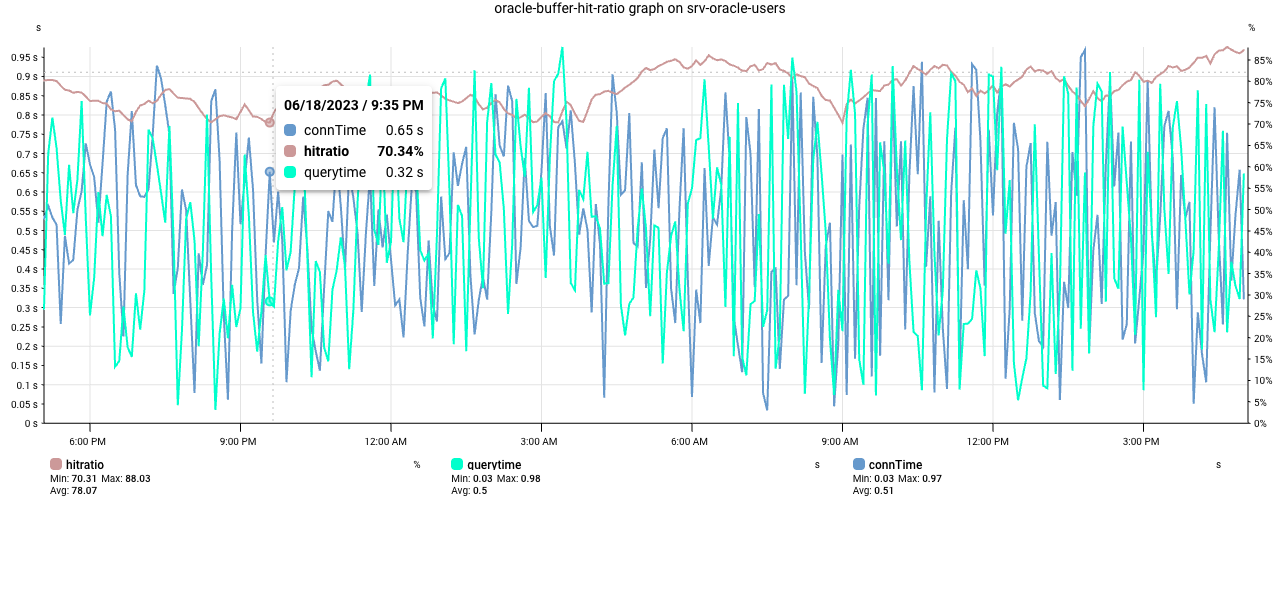 oracle-buffer-hit-ratio graph on srv-oracle-users
s %
0.95 s 85%
0.9 s 80%
0.85 s 75%
0.8 s 70%
0.75 s 65%
0.7 s 60%
0.65 s 55%
0.6 s 50%
0.55 s 45%
0.5 s 40%
0.45 s 35%
0.4 s 30%
0.35 s 25%
0.3 s 20%
0.25 s 15%
0.2 s 10%
0.15 s 5%
0.1 s 0%
0.05 s
0 s
06/18/2023 / 9:35 PM
connTime 0.65 s
hitratio 70.34%
querytime 0.32 s
6:00 PM 9:00 PM 12:00 AM 3:00 AM 6:00 AM 9:00 AM 12:00 PM 3:00 PM
hitratio % querytime s connTime s
Min: 70.31 Max: 88.03 Min: 0.03 Max: 0.98 Min: 0.03 Max: 0.97
Avg: 78.07 Avg: 0.5 Avg: 0.51